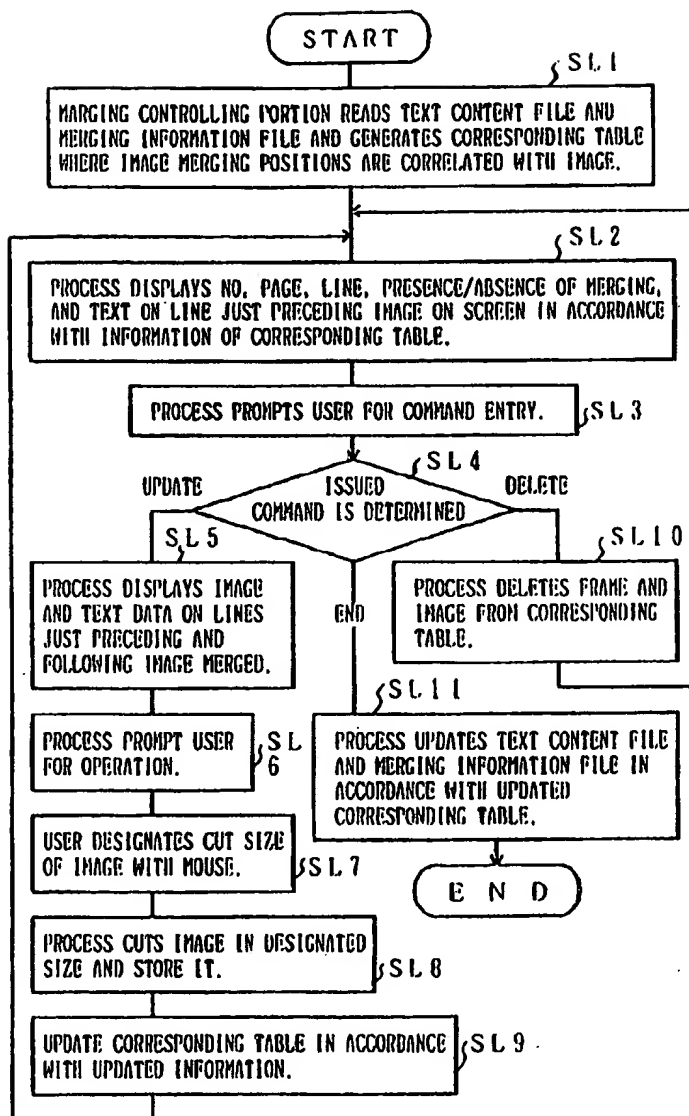 START
SL1
MARGING CONTROLLING PORTION READS TEXT CONTENT FILE AND
MERGING INFORMATION FILE AND GENERATES CORRESPONDING TABLE
WHERE IMAGE MERGING POSITIONS ARE CORRELATED WITH IMAGE.
SL2
PROCESS DISPLAYS NO. PAGE, LINE, PRESENCE/ABSENCE OF MERGING,
AND TEXT ON LINE JUST PRECEDING IMAGE ON SCREEN IN ACCORDANCE
WITH INFORMATION OF CORRESPONDING TABLE.
PROCESS PROMPTS USER FOR COMMAND ENTRY.
SL3
SL4
UPDATE
ISSUED
COMMAND IS DETERMINED
DELETE
SL5
PROCESS DISPLAYS IMAGE
AND TEXT DATA ON LINES
JUST PRECEDING AND
FOLLOWING IMAGE MERGED.
END
SL10
PROCESS DELETES FRAME AND
IMAGE FROM CORRESPONDING
TABLE.
PROCESS PROMPT USER
FOR OPERATION.
SL
6
SL11
PROCESS UPDATES TEXT CONTENT FILE
AND MERGING INFORMATION FILE IN
ACCORDANCE WITH UPDATED
CORRESPONDING TABLE.
USER DESIGNATES CUT SIZE
OF IMAGE WITH MOUSE.
SL7
END
PROCESS CUTS IMAGE IN DESIGNATED
SIZE AND STORE IT.
SL8
UPDATE CORRESPONDING TABLE IN ACCORDANCE
WITH UPDATED INFORMATION.
SL9